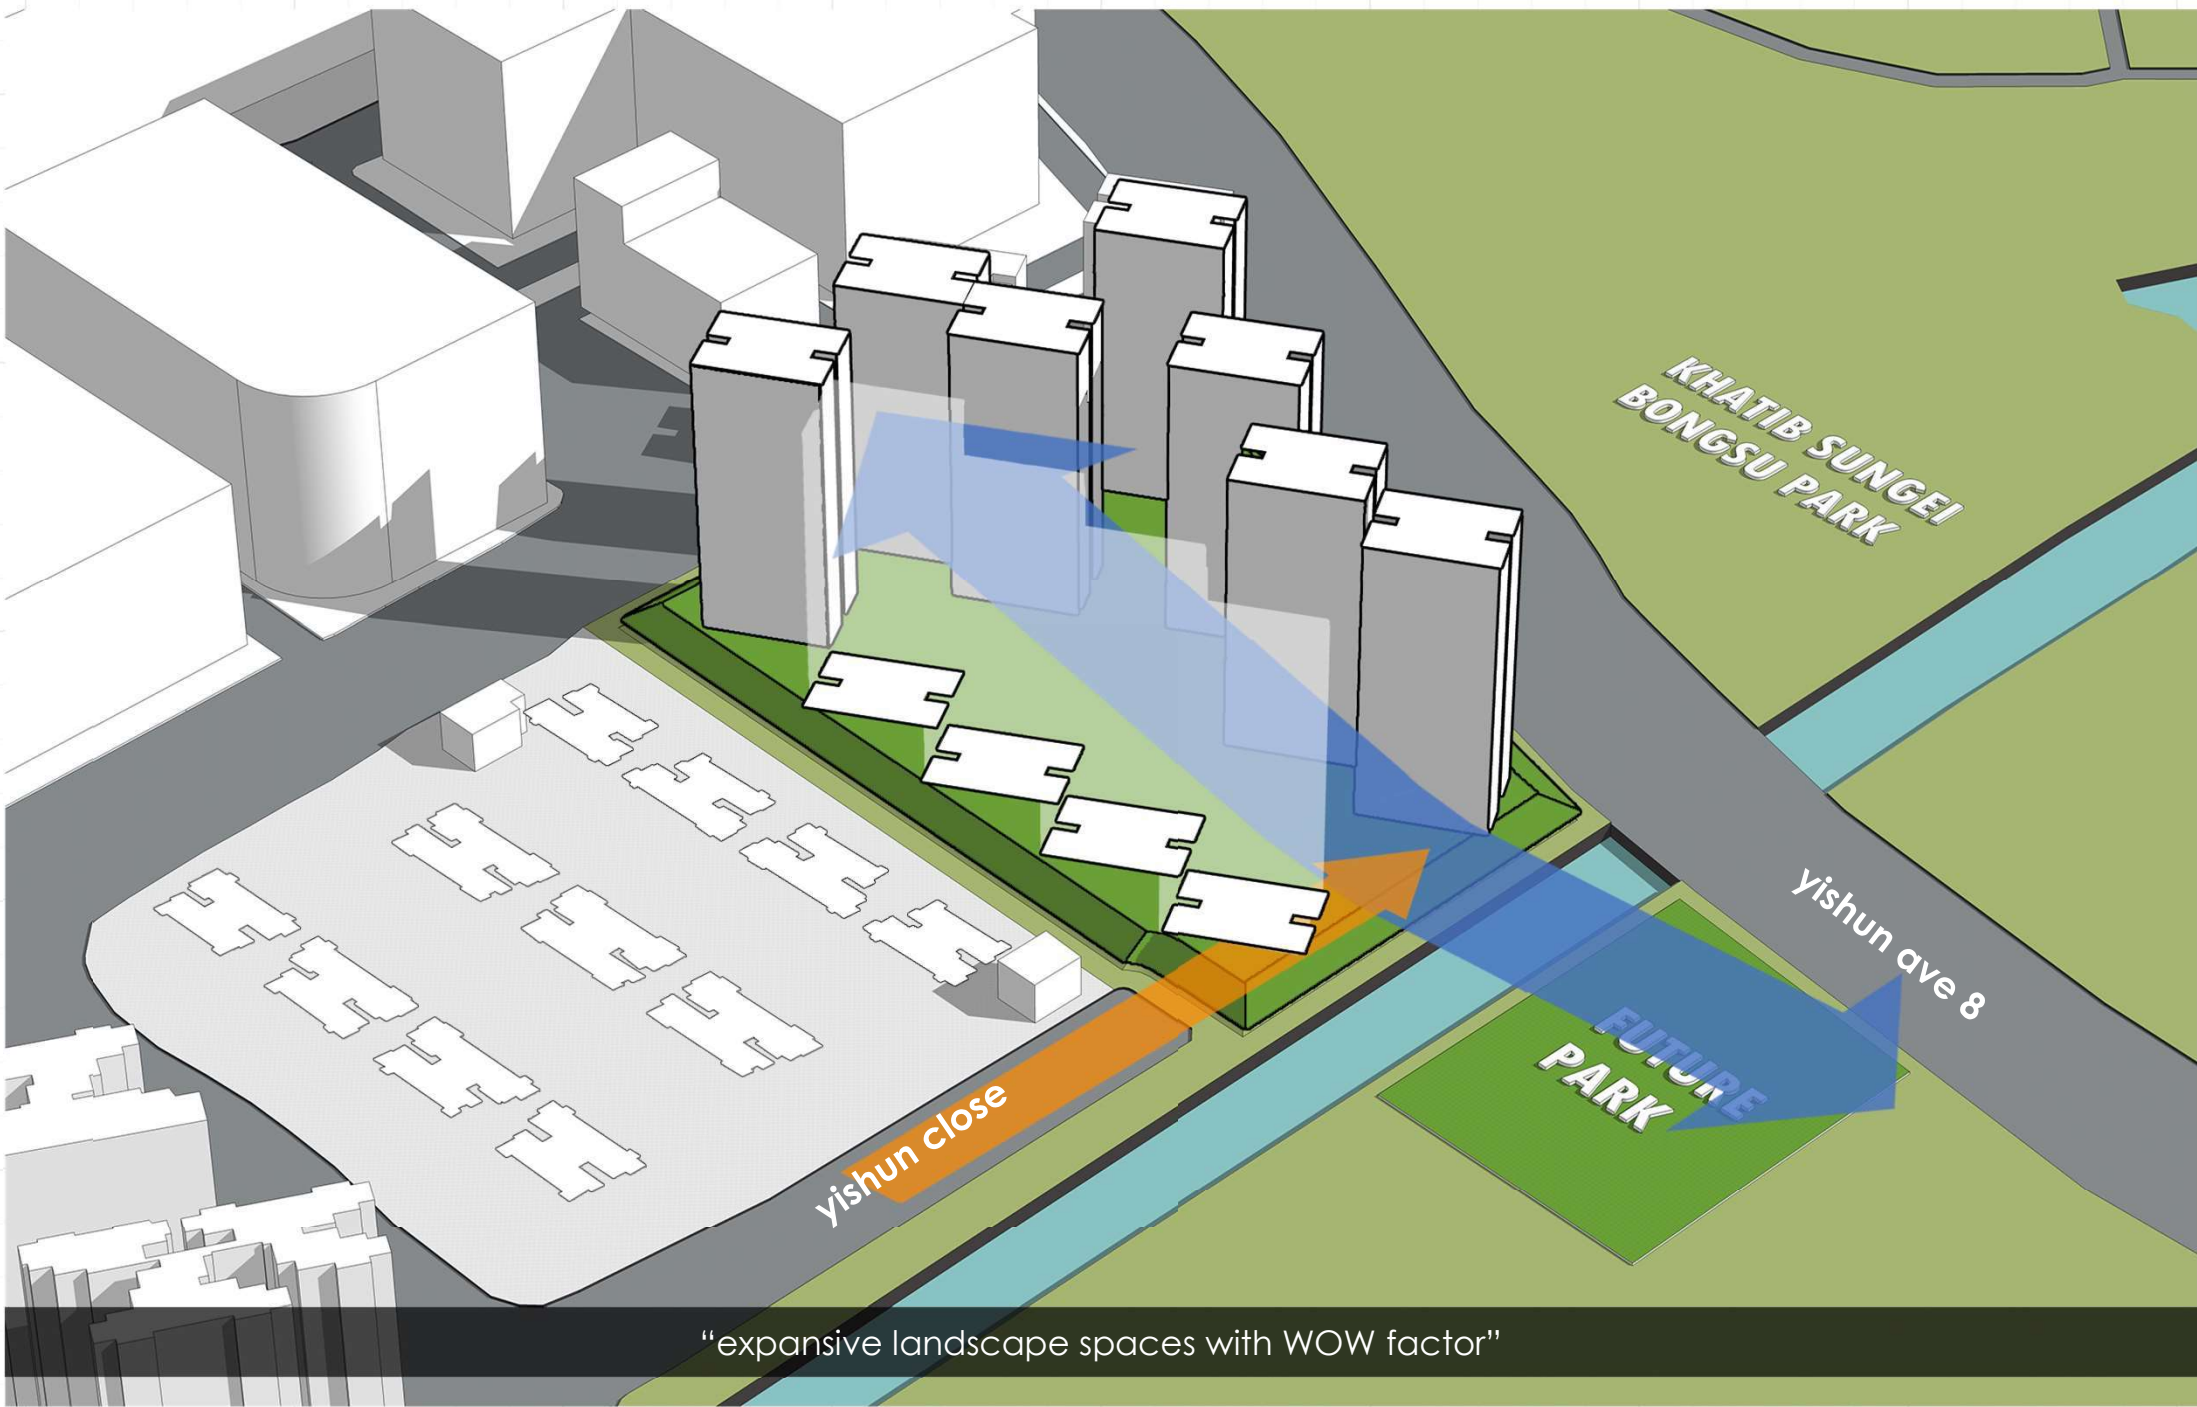 KHATIB SUNGEI
BONGSU PARK
yishun ave 8
FUTURE
PARK
yishun close
“expansive landscape spaces with WOW factor”